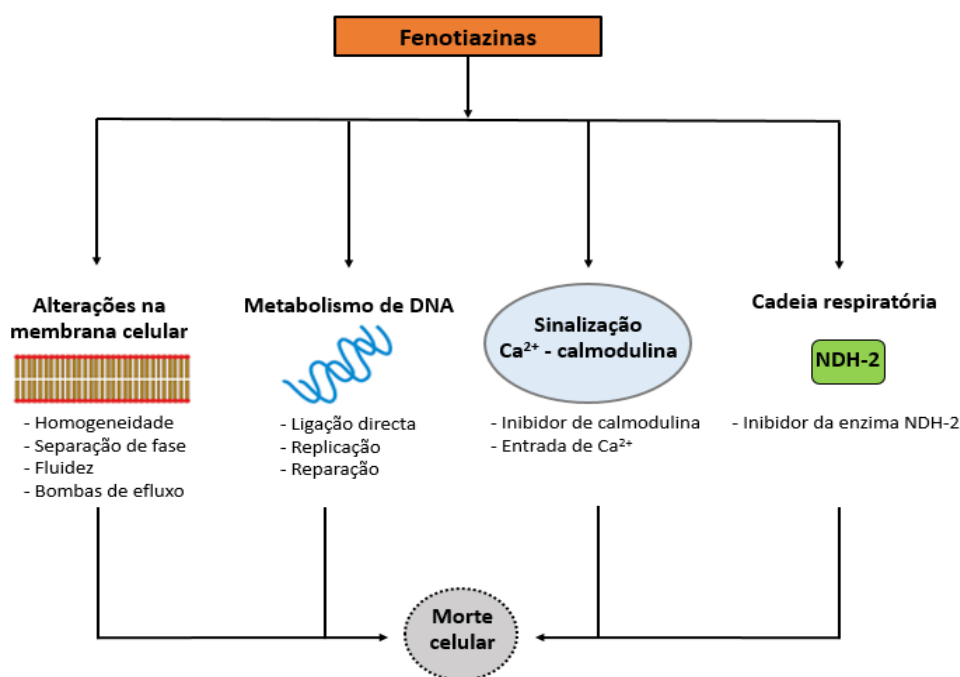 Fenotiazinas
Alterações na
membrana celular
- Homogeneidade
- Separação de fase
- Fluidez
- Bombas de efluxo
Metabolismo de DNA
- Ligação directa
- Replicação
- Reparação
Sinalização
Ca²⁺ - calmodulina
- Inibidor de calmodulina
- Entrada de Ca²⁺
Cadeia respiratória
NDH-2
- Inibidor da enzima NDH-2
Morte
celular